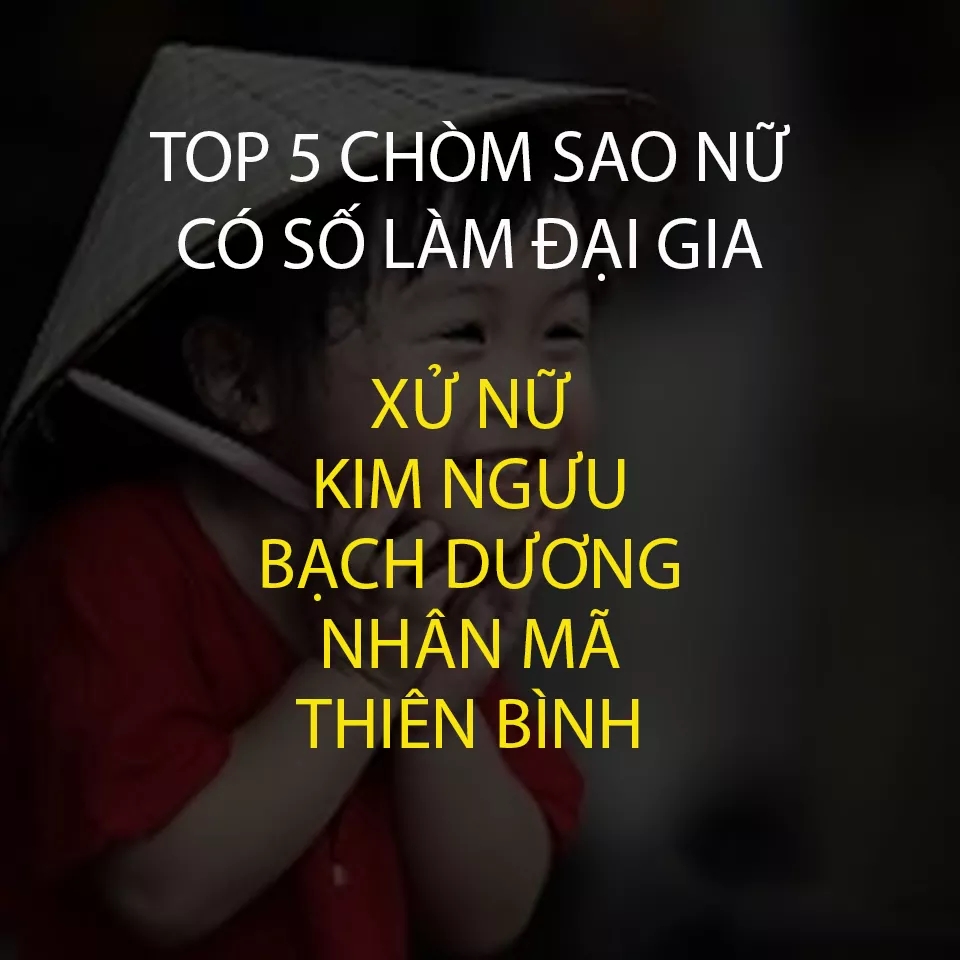 TOP 5 CHÒM SAO NỮ
CÓ SỐ LÀM ĐẠI GIA
XỬ NỮ
KIM NGƯU
BẠCH DƯƠNG
NHÂN MÃ
THIÊN BÌNH